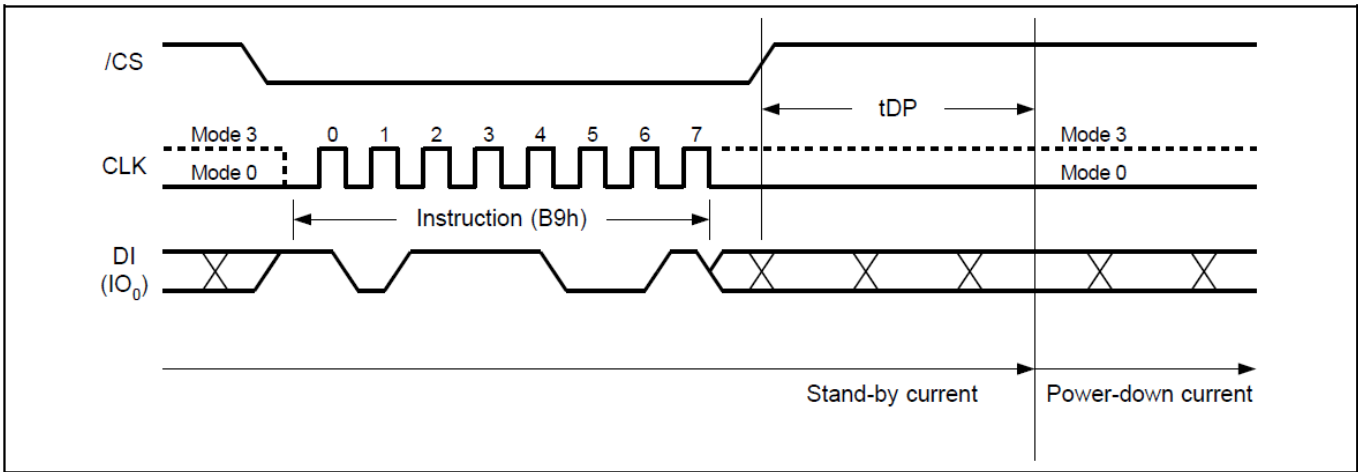 /CS
tDP
Mode 3 0 1 2 3 4 5 6 7 Mode 3
CLK
Mode 0 Mode 0
Instruction (B9h)
DI
(IO₀)
Stand-by current Power-down current